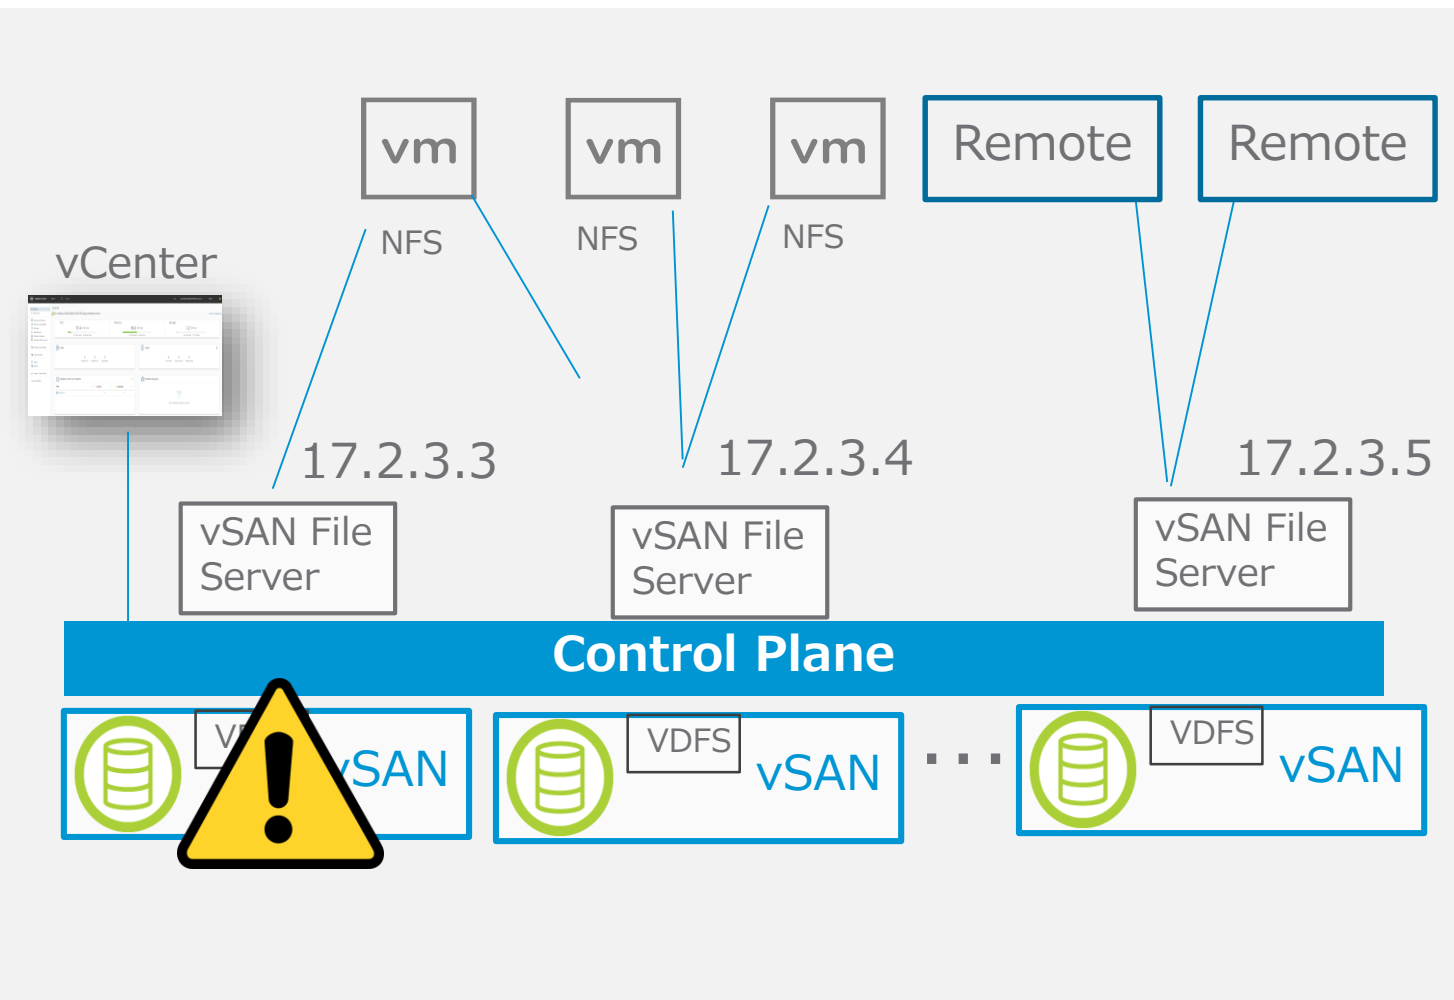 vm
vm
vm
Remote
Remote
NFS
NFS
NFS
vCenter
17.2.3.3
17.2.3.4
17.2.3.5
vSAN File
Server
vSAN File
Server
vSAN File
Server
Control Plane
vSAN
VDFS
vSAN
...
VDFS
vSAN